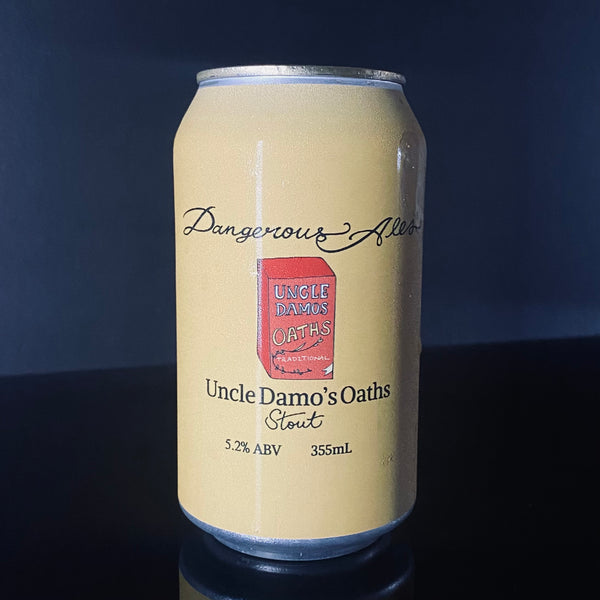 Dangerous Ales
UNCLE
DAMOS
OATHS
TRADITIONAL
Uncle Damo's Oaths
Stout
5.2% ABV 355mL